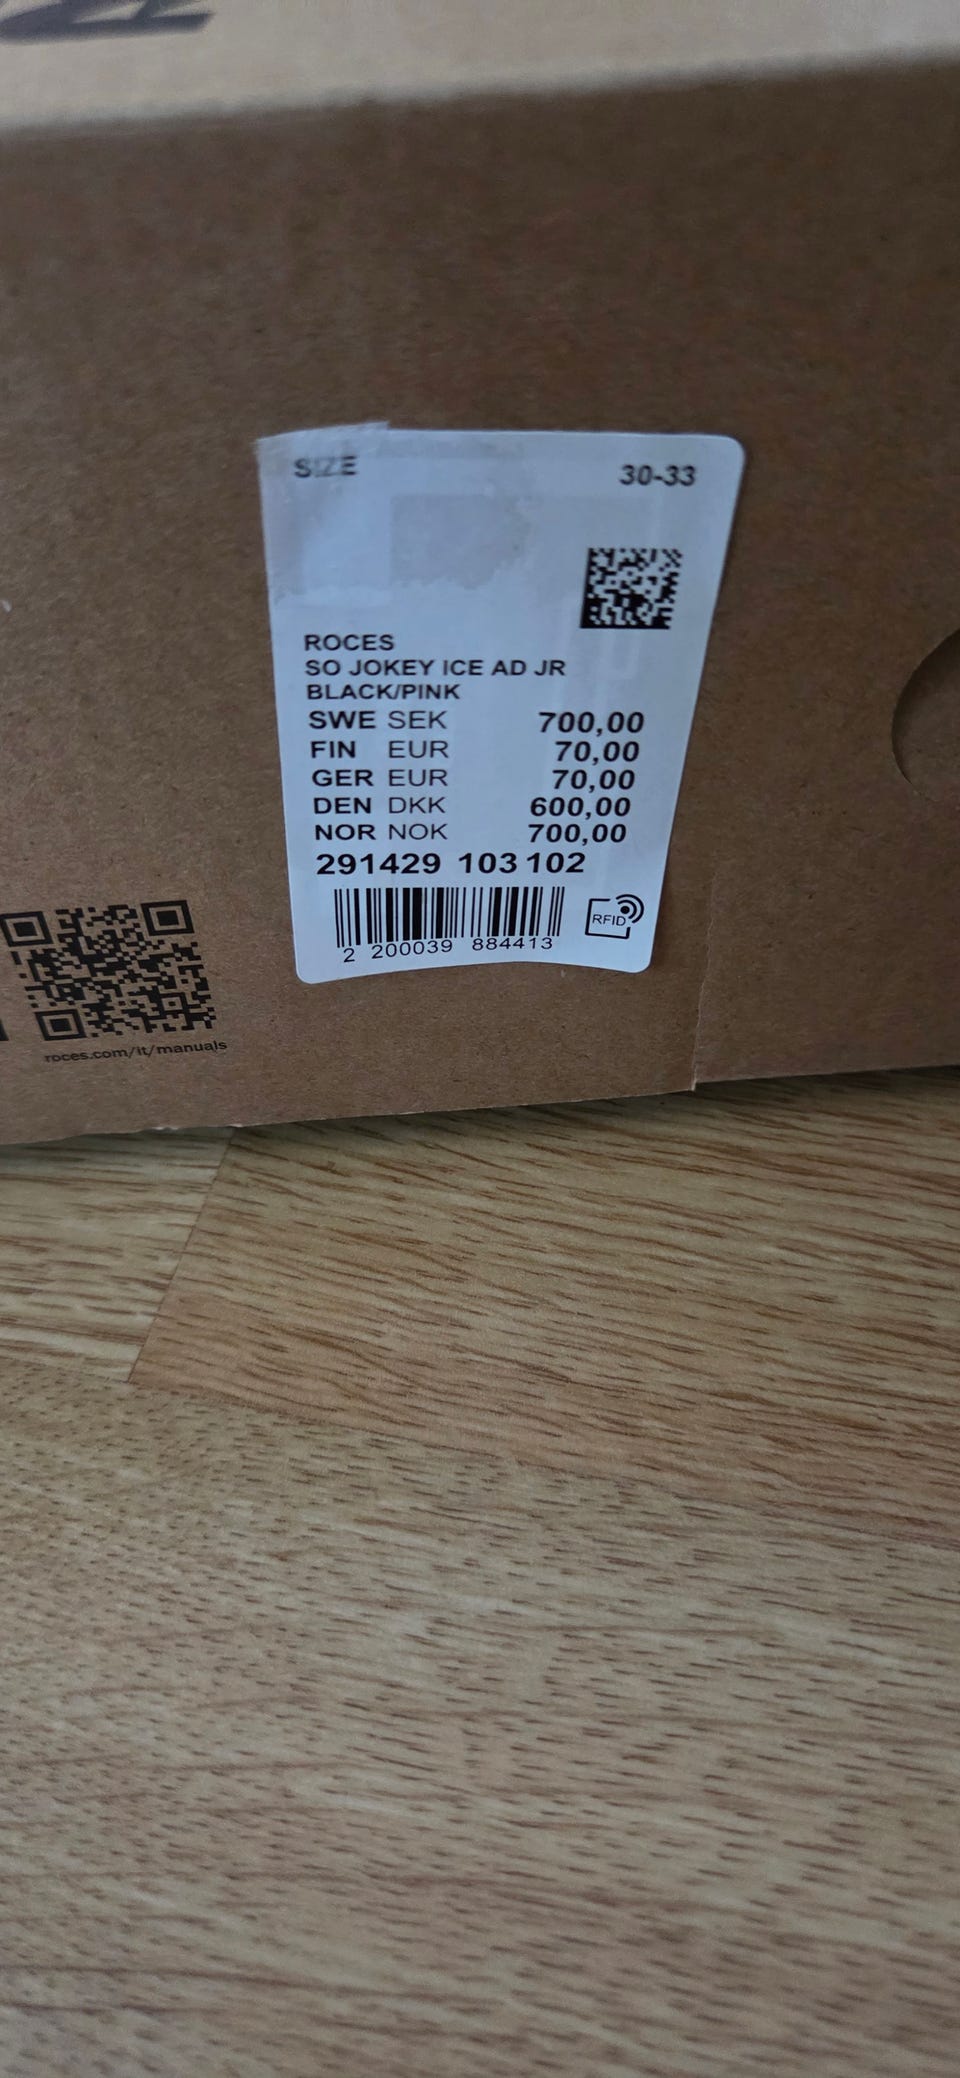 SIZE 30-33
ROCES
SO JOKEY ICE AD JR
BLACK/PINK
SWE SEK 700,00
FIN EUR 70,00
GER EUR 70,00
DEN DKK 600,00
NOR NOK 700,00
291429 103 102
RFID
2 200039 884413
roces.com/it/manuals